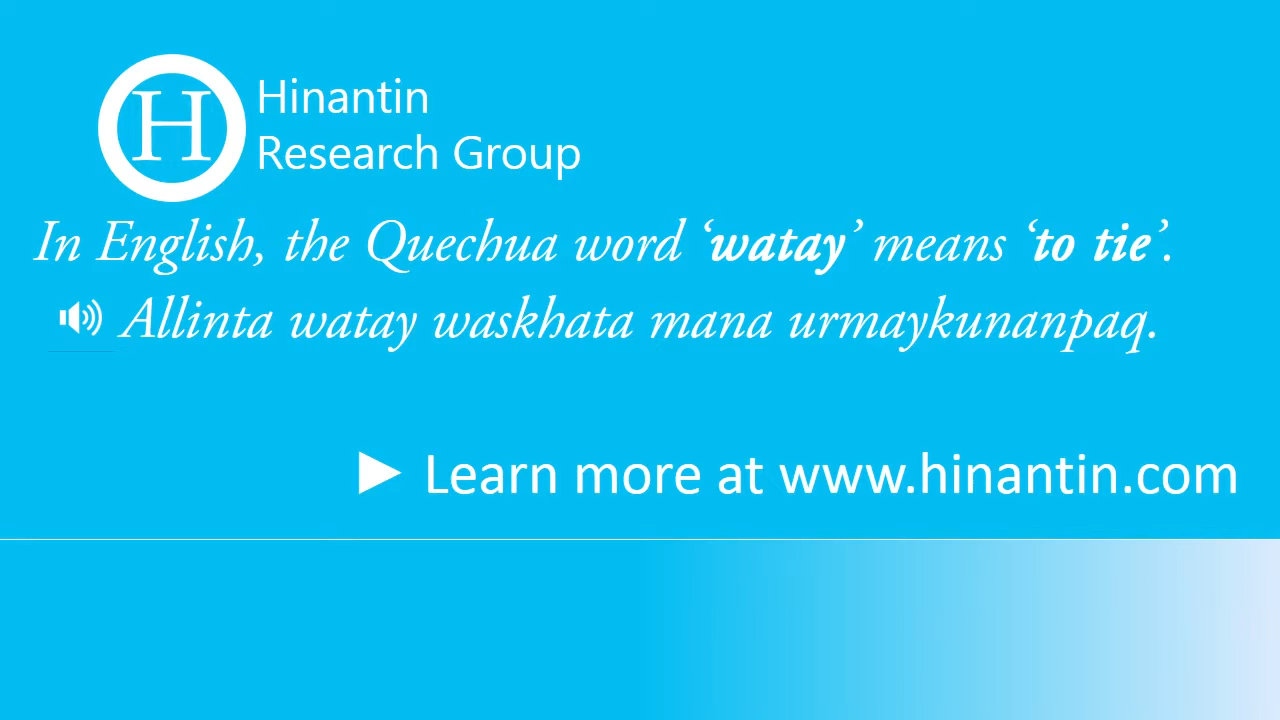 H
Hinantin
Research Group
In English, the Quechua word ‘watay’ means ‘to tie’.
Allinta watay waskhata mana urmaykunanpaq.
► Learn more at www.hinantin.com